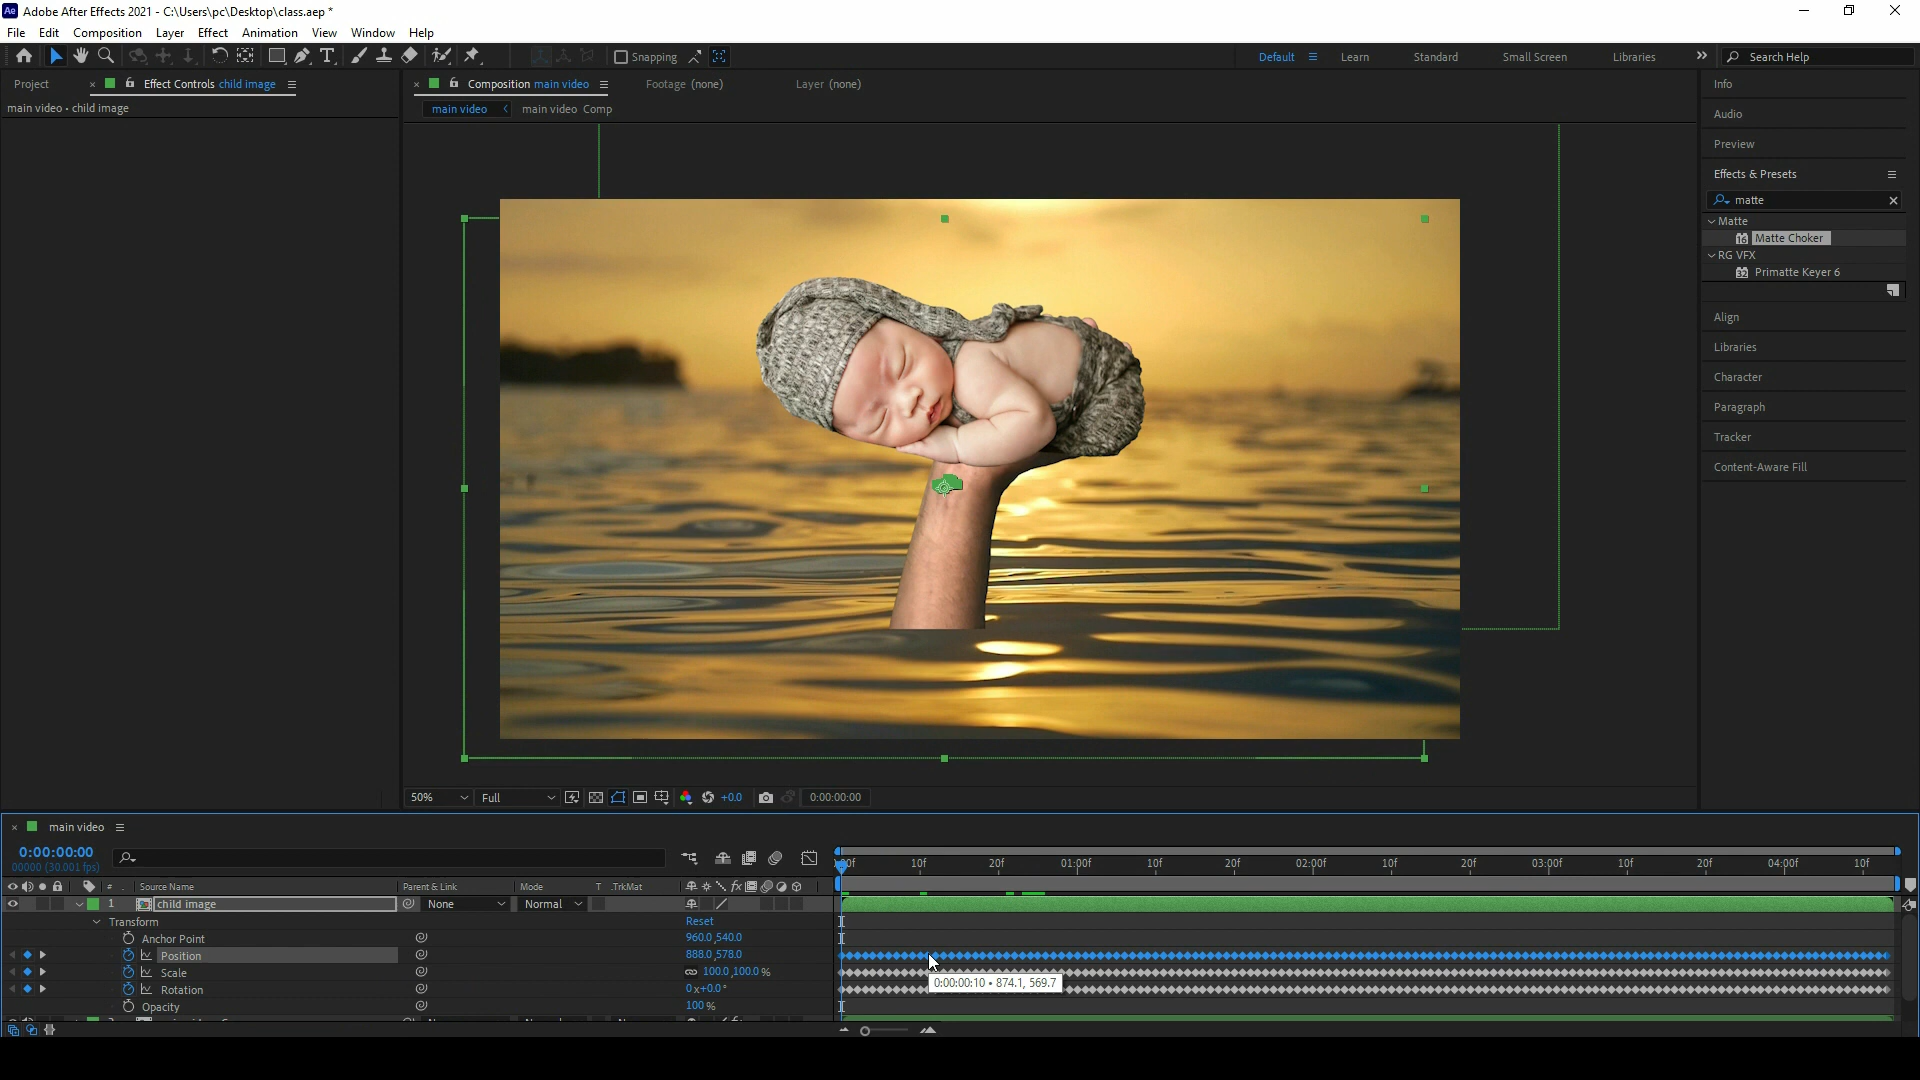 Ae Adobe After Effects 2021 - C:\Users\pc\Desktop\class.aep *
File Edit Composition Layer Effect Animation View Window Help
Snapping Default Learn Standard Small Screen Libraries Search Help
Project Effect Controls child image Composition main video Footage (none) Layer (none) Info
main video • child image main video main video Comp
Audio
Preview
Effects & Presets
matte
Matte
16 Matte Choker
RG VFX
32 Primatte Keyer 6
Align
Libraries
Character
Paragraph
Tracker
Content-Aware Fill
50% Full +0.0 0:00:00:00
main video
0:00:00:00
00000 (30.001 fps)
:00f 10f 20f 01:00f 10f 20f 02:00f 10f 20f 03:00f 10f 20f 04:00f 10f
# Source Name Parent & Link Mode T .TrkMat
1 child image None Normal
Transform Reset
Anchor Point 960.0,540.0
Position 888.0,578.0
Scale 100.0,100.0 %
Rotation 0x+0.0°
0:00:00:10 • 874.1, 569.7
Opacity 100 %